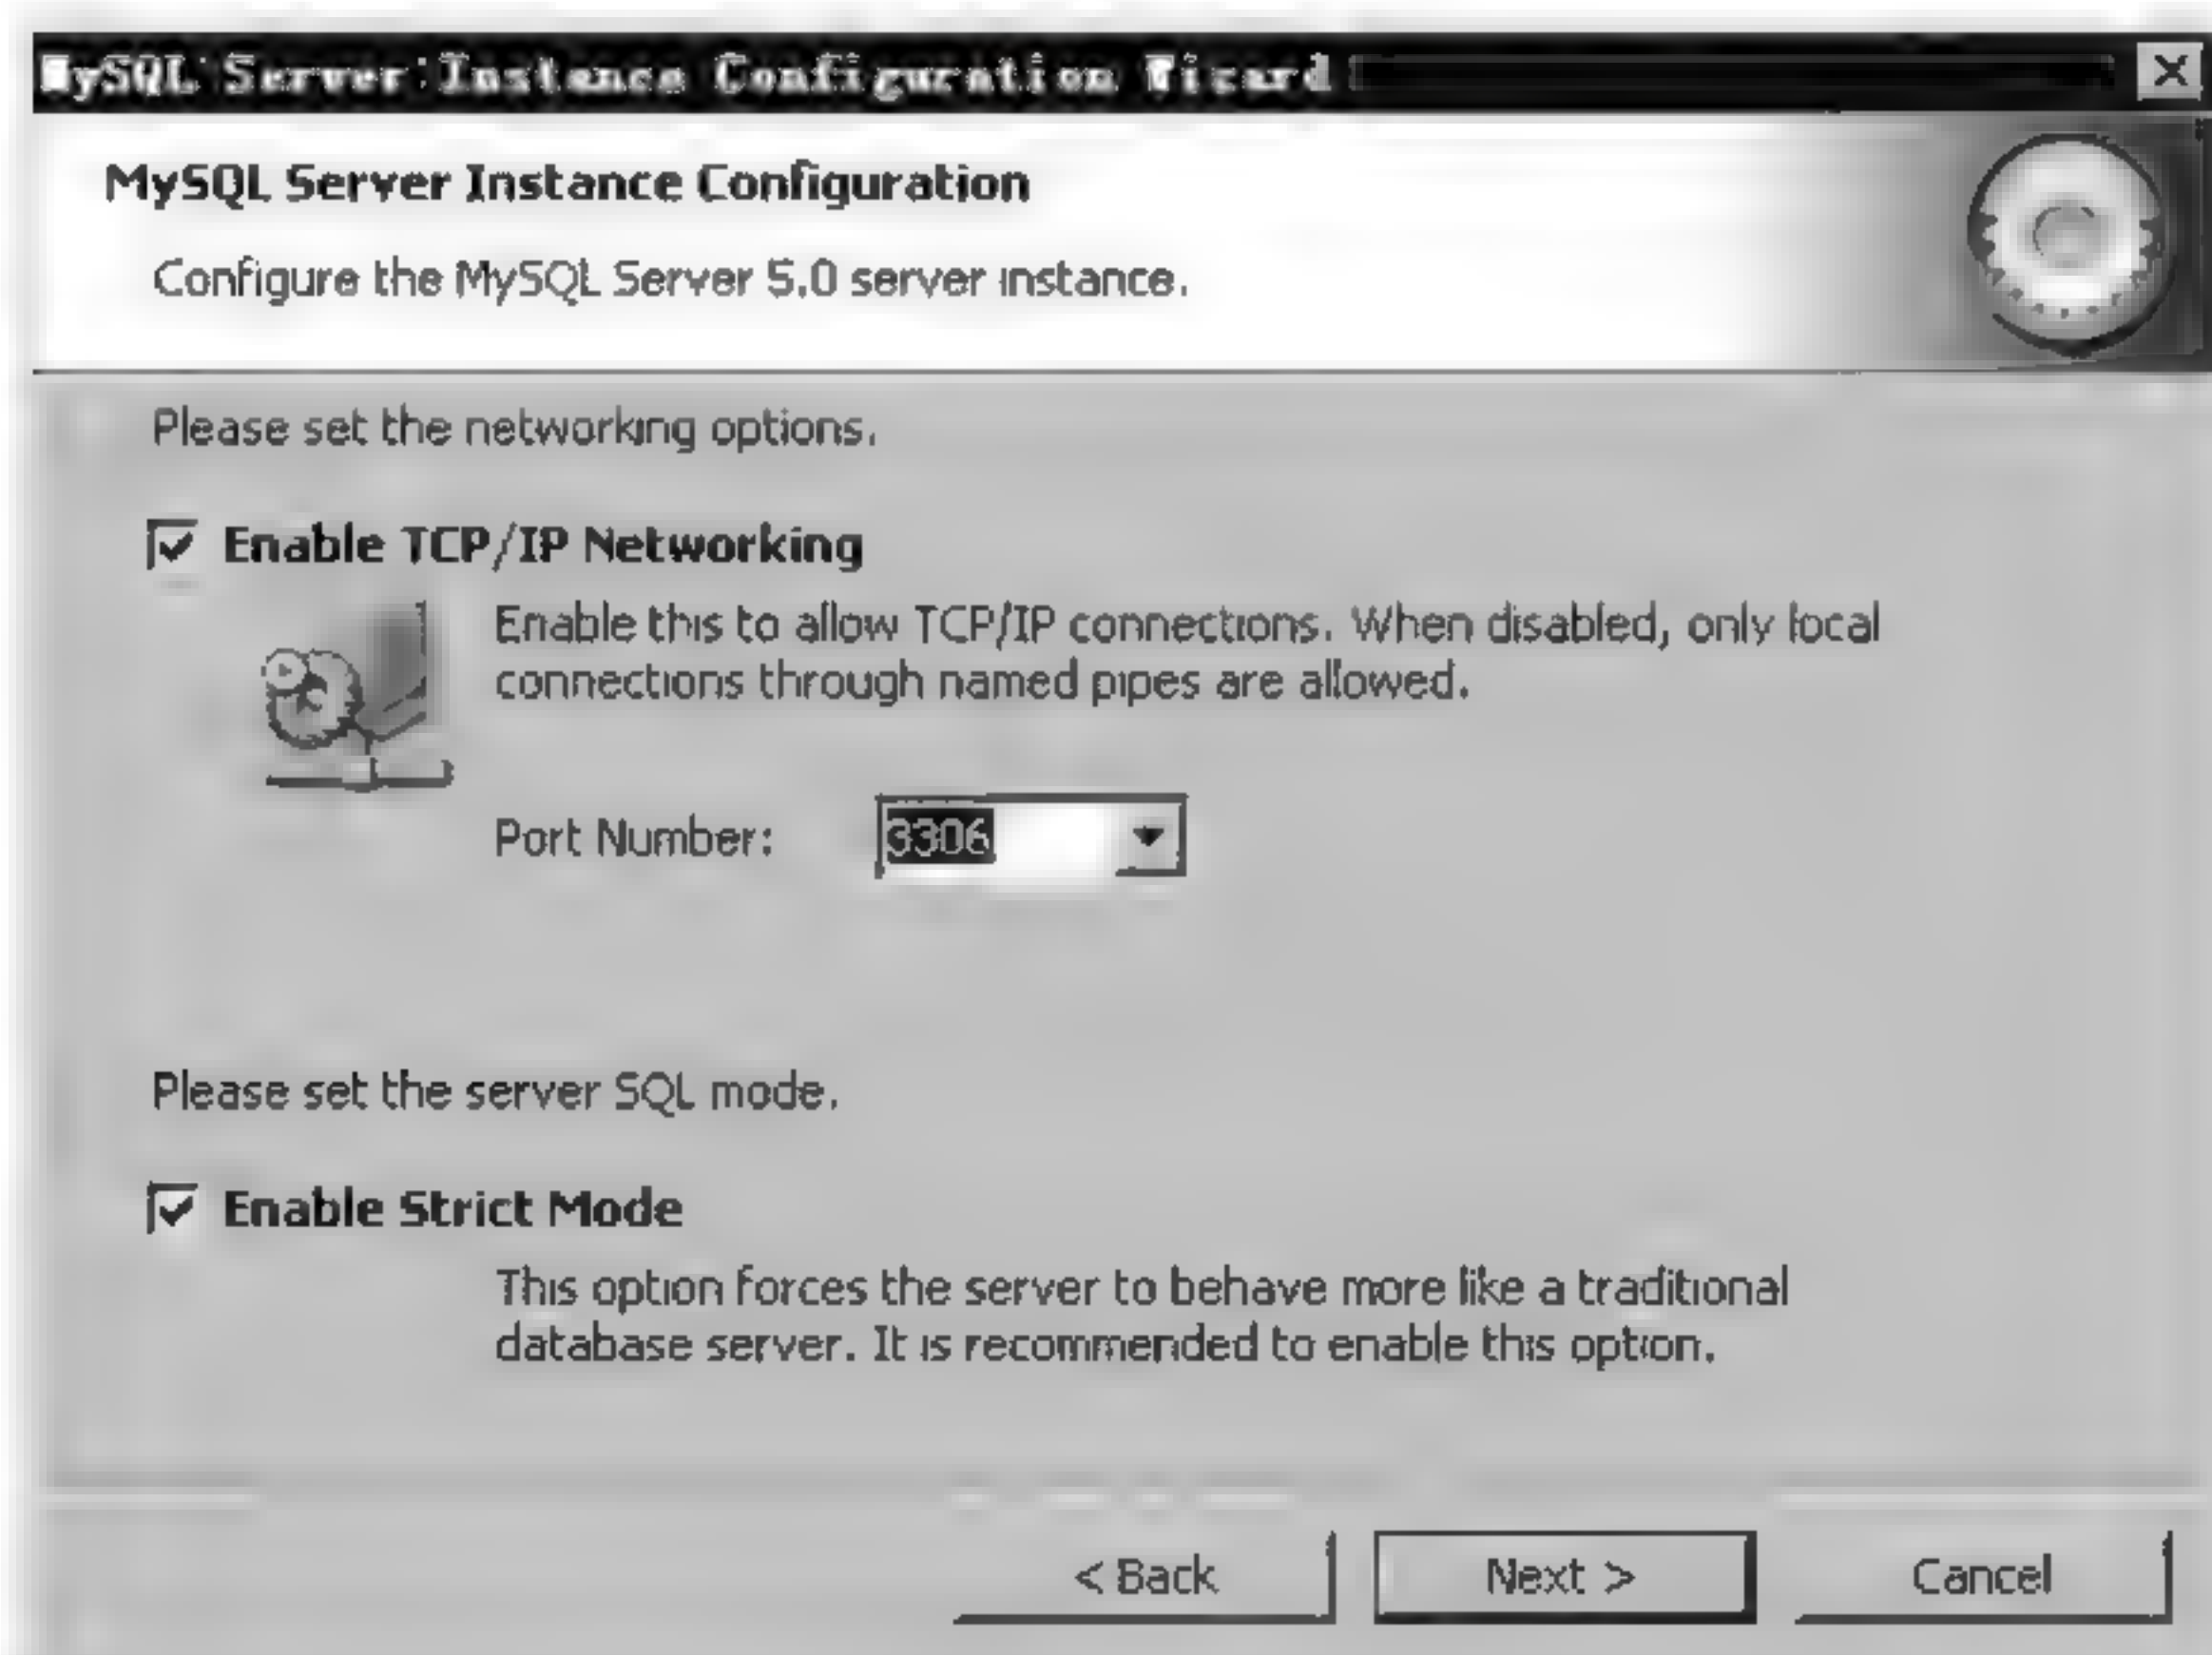 MySQL Server Instance Configuration Wizard
MySQL Server Instance Configuration
Configure the MySQL Server 5.0 server instance.
Please set the networking options.
Enable TCP/IP Networking
Enable this to allow TCP/IP connections. When disabled, only local
connections through named pipes are allowed.
Port Number: 3306
Please set the server SQL mode.
Enable Strict Mode
This option forces the server to behave more like a traditional
database server. It is recommended to enable this option.
< Back Next > Cancel